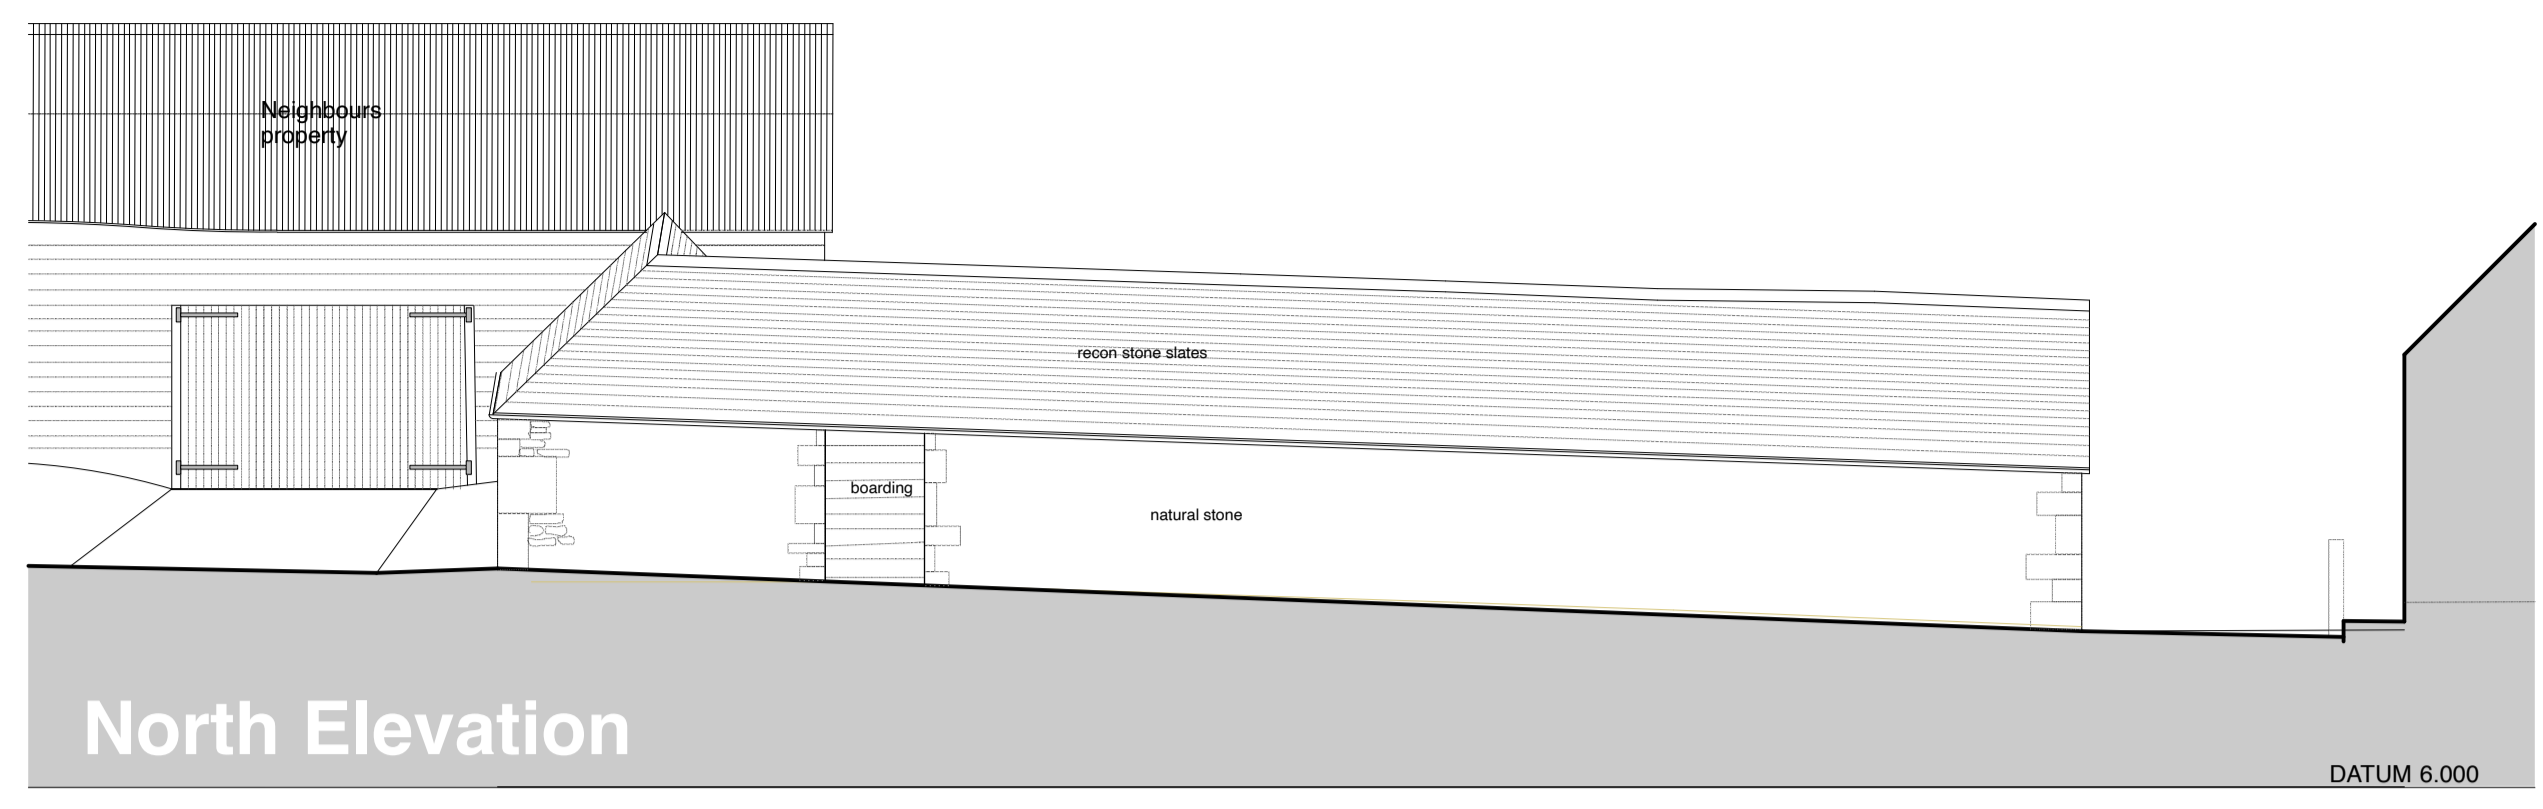 Neighbours
property
recon stone slates
boarding
natural stone
North Elevation
DATUM 6.000